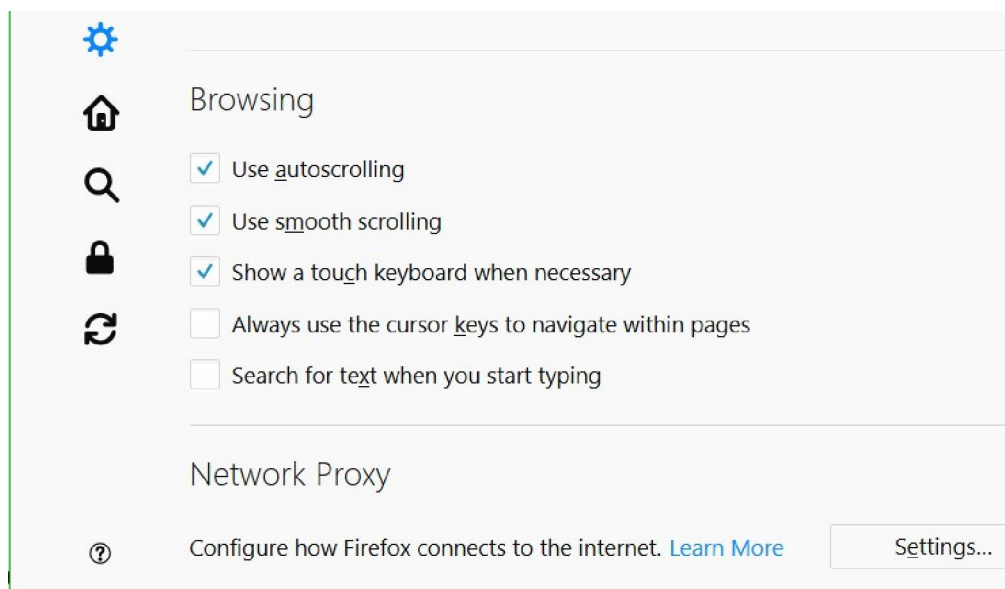 Browsing
Use autoscrolling
Use smooth scrolling
Show a touch keyboard when necessary
Always use the cursor keys to navigate within pages
Search for text when you start typing
Network Proxy
Configure how Firefox connects to the internet. Learn More Settings...